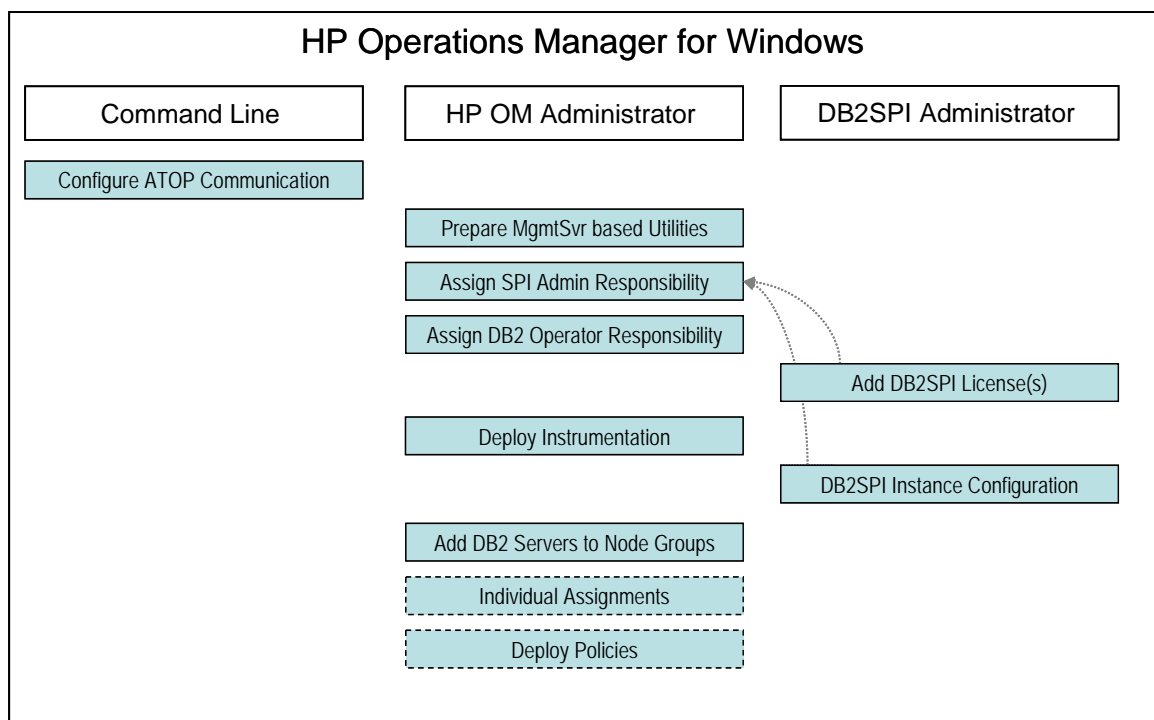 HP Operations Manager for Windows
Command Line
HP OM Administrator
DB2SPI Administrator
Configure ATOP Communication
Prepare MgmtSvr based Utilities
Assign SPI Admin Responsibility
Assign DB2 Operator Responsibility
Add DB2SPI License(s)
Deploy Instrumentation
DB2SPI Instance Configuration
Add DB2 Servers to Node Groups
Individual Assignments
Deploy Policies